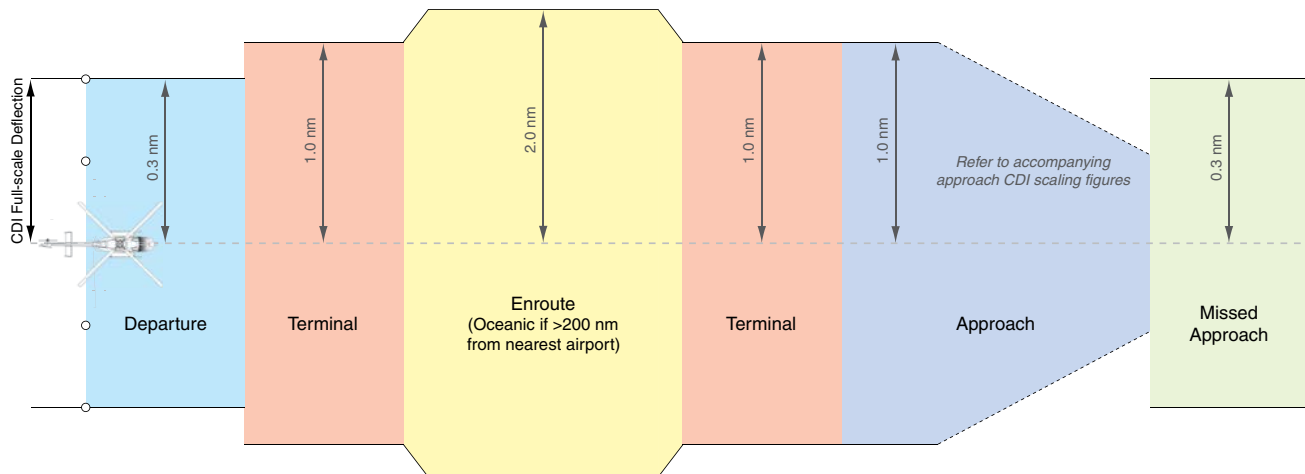 CDI Full-scale Deflection
0.3 nm
1.0 nm
2.0 nm
1.0 nm
1.0 nm
Refer to accompanying
approach CDI scaling figures
0.3 nm
Departure
Terminal
Enroute
(Oceanic if >200 nm
from nearest airport)
Terminal
Approach
Missed
Approach